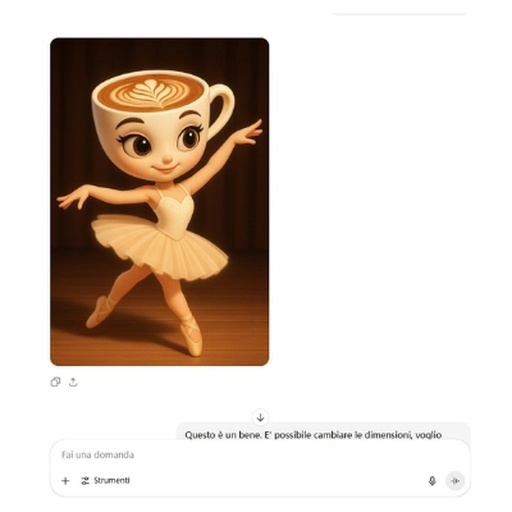 Questo è un bene. E' possibile cambiare le dimensioni, voglio
Fai una domanda
Strumenti